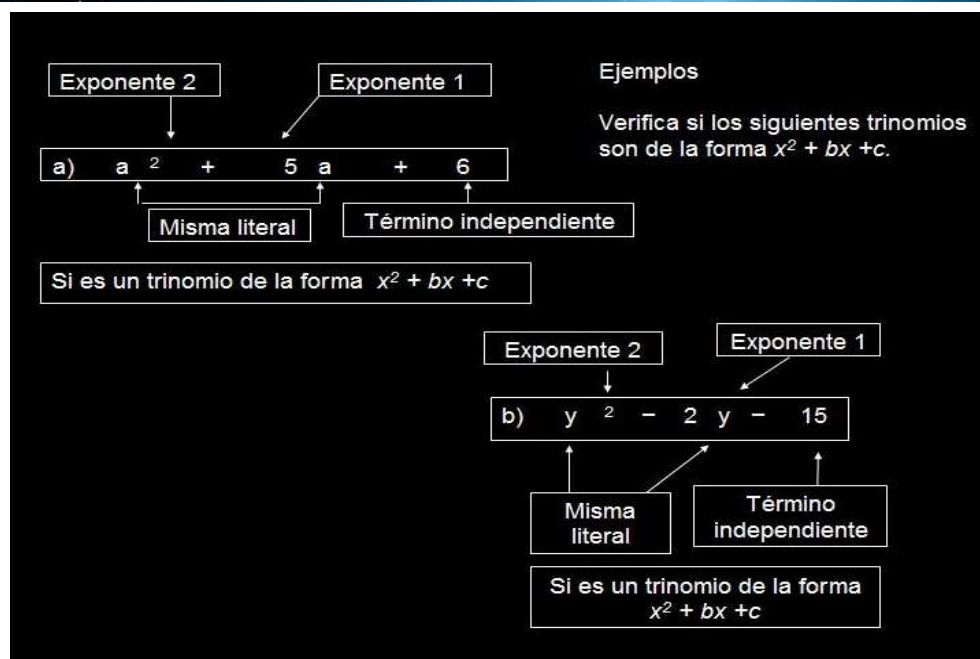 Exponente 2
Exponente 1
a) a ² + 5 a + 6
Misma literal
Término independiente
Si es un trinomio de la forma x² + bx +c
Ejemplos
Verifica si los siguientes trinomios
son de la forma x² + bx +c.
Exponente 2
Exponente 1
b) y ² − 2 y − 15
Misma
literal
Término
independiente
Si es un trinomio de la forma
x² + bx +c